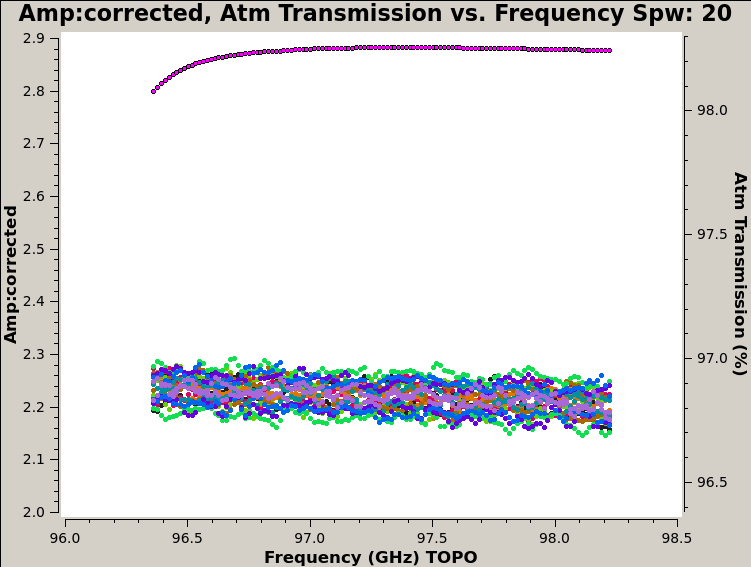 Amp:corrected, Atm Transmission vs. Frequency Spw: 20
2.9
2.8
2.7
2.6
2.5
2.4
2.3
2.2
2.1
2.0
Amp:corrected
98.0
97.5
97.0
96.5
Atm Transmission (%)
96.0 96.5 97.0 97.5 98.0 98.5
Frequency (GHz) TOPO